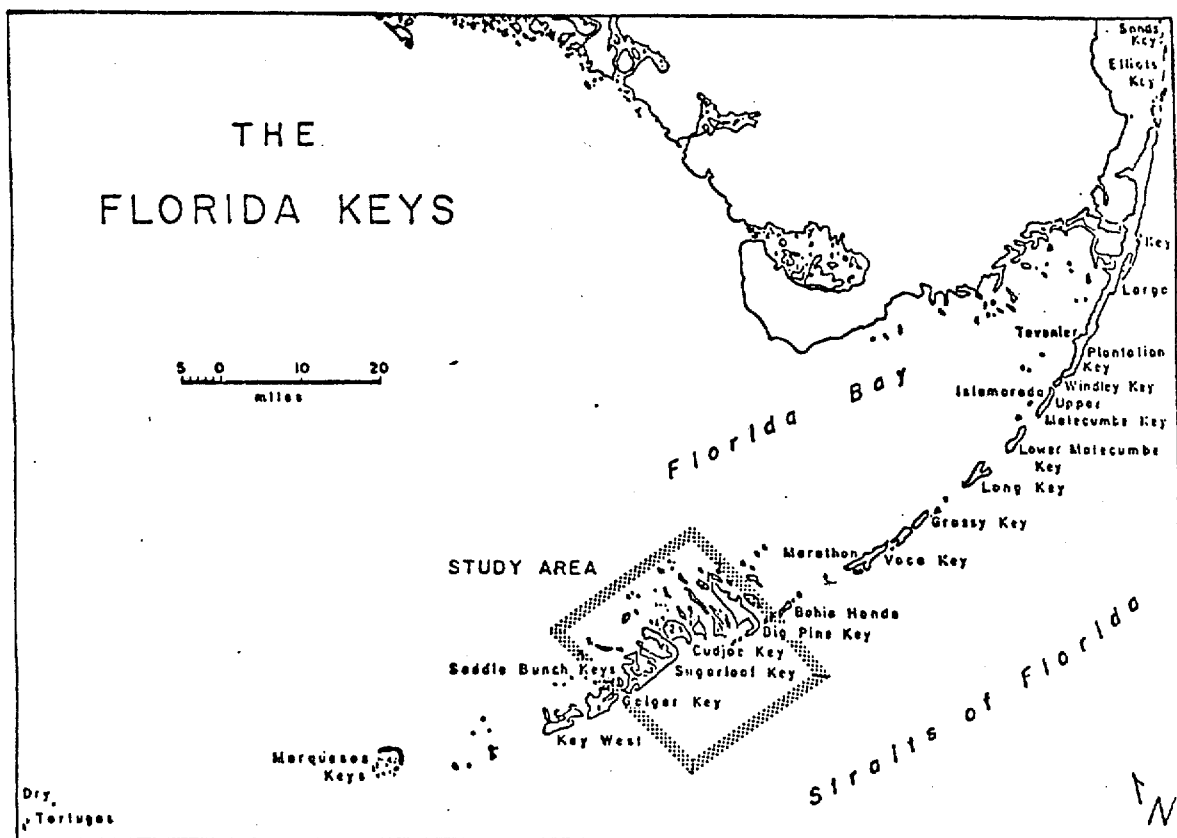 THE
FLORIDA KEYS
5 0 10 20
miles
Sands
Key
Elliots
Key
Key
Largo
Tavenier
Plantation
Key
Windley Key
Islamorada
Upper
Matecumbe Key
Lower Matecumbe
Key
Long Key
Grassy Key
Marathon
Vaca Key
Florida Bay
STUDY AREA
Bahia Honda
Big Pine Key
Cudjoe Key
Saddle Bunch Keys
Sugarloaf Key
Geiger Key
Key West
Marquesas
Keys
Dry
Tortugas
Straits of Florida
N